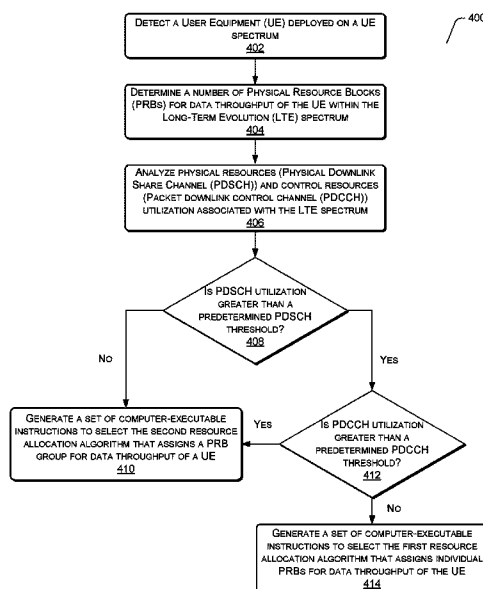 400
DETECT A USER EQUIPMENT (UE) DEPLOYED ON A UE
SPECTRUM
402
DETERMINE A NUMBER OF PHYSICAL RESOURCE BLOCKS
(PRBS) FOR DATA THROUGHPUT OF THE UE WITHIN THE
LONG-TERM EVOLUTION (LTE) SPECTRUM
404
ANALYZE PHYSICAL RESOURCES (PHYSICAL DOWNLINK
SHARE CHANNEL (PDSCH)) AND CONTROL RESOURCES
(PACKET DOWNLINK CONTROL CHANNEL (PDCCH))
UTILIZATION ASSOCIATED WITH THE LTE SPECTRUM
406
IS PDSCH UTILIZATION
GREATER THAN A
PREDETERMINED PDSCH
THRESHOLD?
408
NO
YES
GENERATE A SET OF COMPUTER-EXECUTABLE
INSTRUCTIONS TO SELECT THE SECOND RESOURCE
ALLOCATION ALGORITHM THAT ASSIGNS A PRB
GROUP FOR DATA THROUGHPUT OF A UE
410
YES
IS PDCCH UTILIZATION
GREATER THAN A
PREDETERMINED PDCCH
THRESHOLD?
412
NO
GENERATE A SET OF COMPUTER-EXECUTABLE
INSTRUCTIONS TO SELECT THE FIRST RESOURCE
ALLOCATION ALGORITHM THAT ASSIGNS INDIVIDUAL
PRBS FOR DATA THROUGHPUT OF THE UE
414